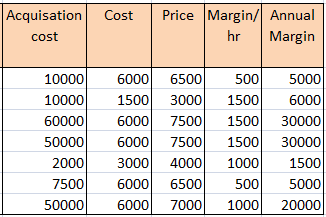 Acquisation cost Cost Price Margin/ hr Annual Margin
10000 6000 6500 500 5000
10000 1500 3000 1500 6000
60000 6000 7500 1500 30000
50000 6000 7500 1500 30000
2000 3000 4000 1000 1500
7500 6000 6500 500 5000
50000 6000 7000 1000 20000